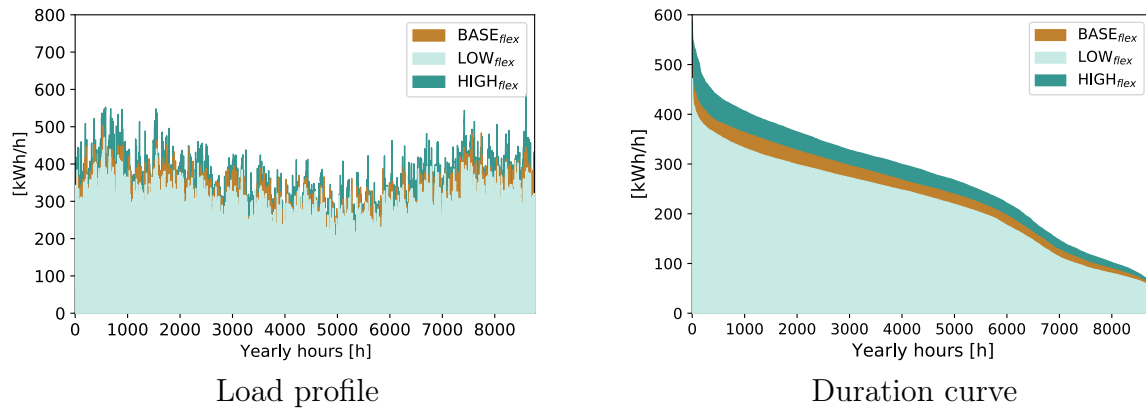 800
700
600
500
400
300
200
100
0
[kWh/h]
0 1000 2000 3000 4000 5000 6000 7000 8000
Yearly hours [h]
BASEflex
LOWflex
HIGHflex
Load profile
600
500
400
300
200
100
0
[kWh/h]
0 1000 2000 3000 4000 5000 6000 7000 8000
Yearly hours [h]
BASEflex
LOWflex
HIGHflex
Duration curve